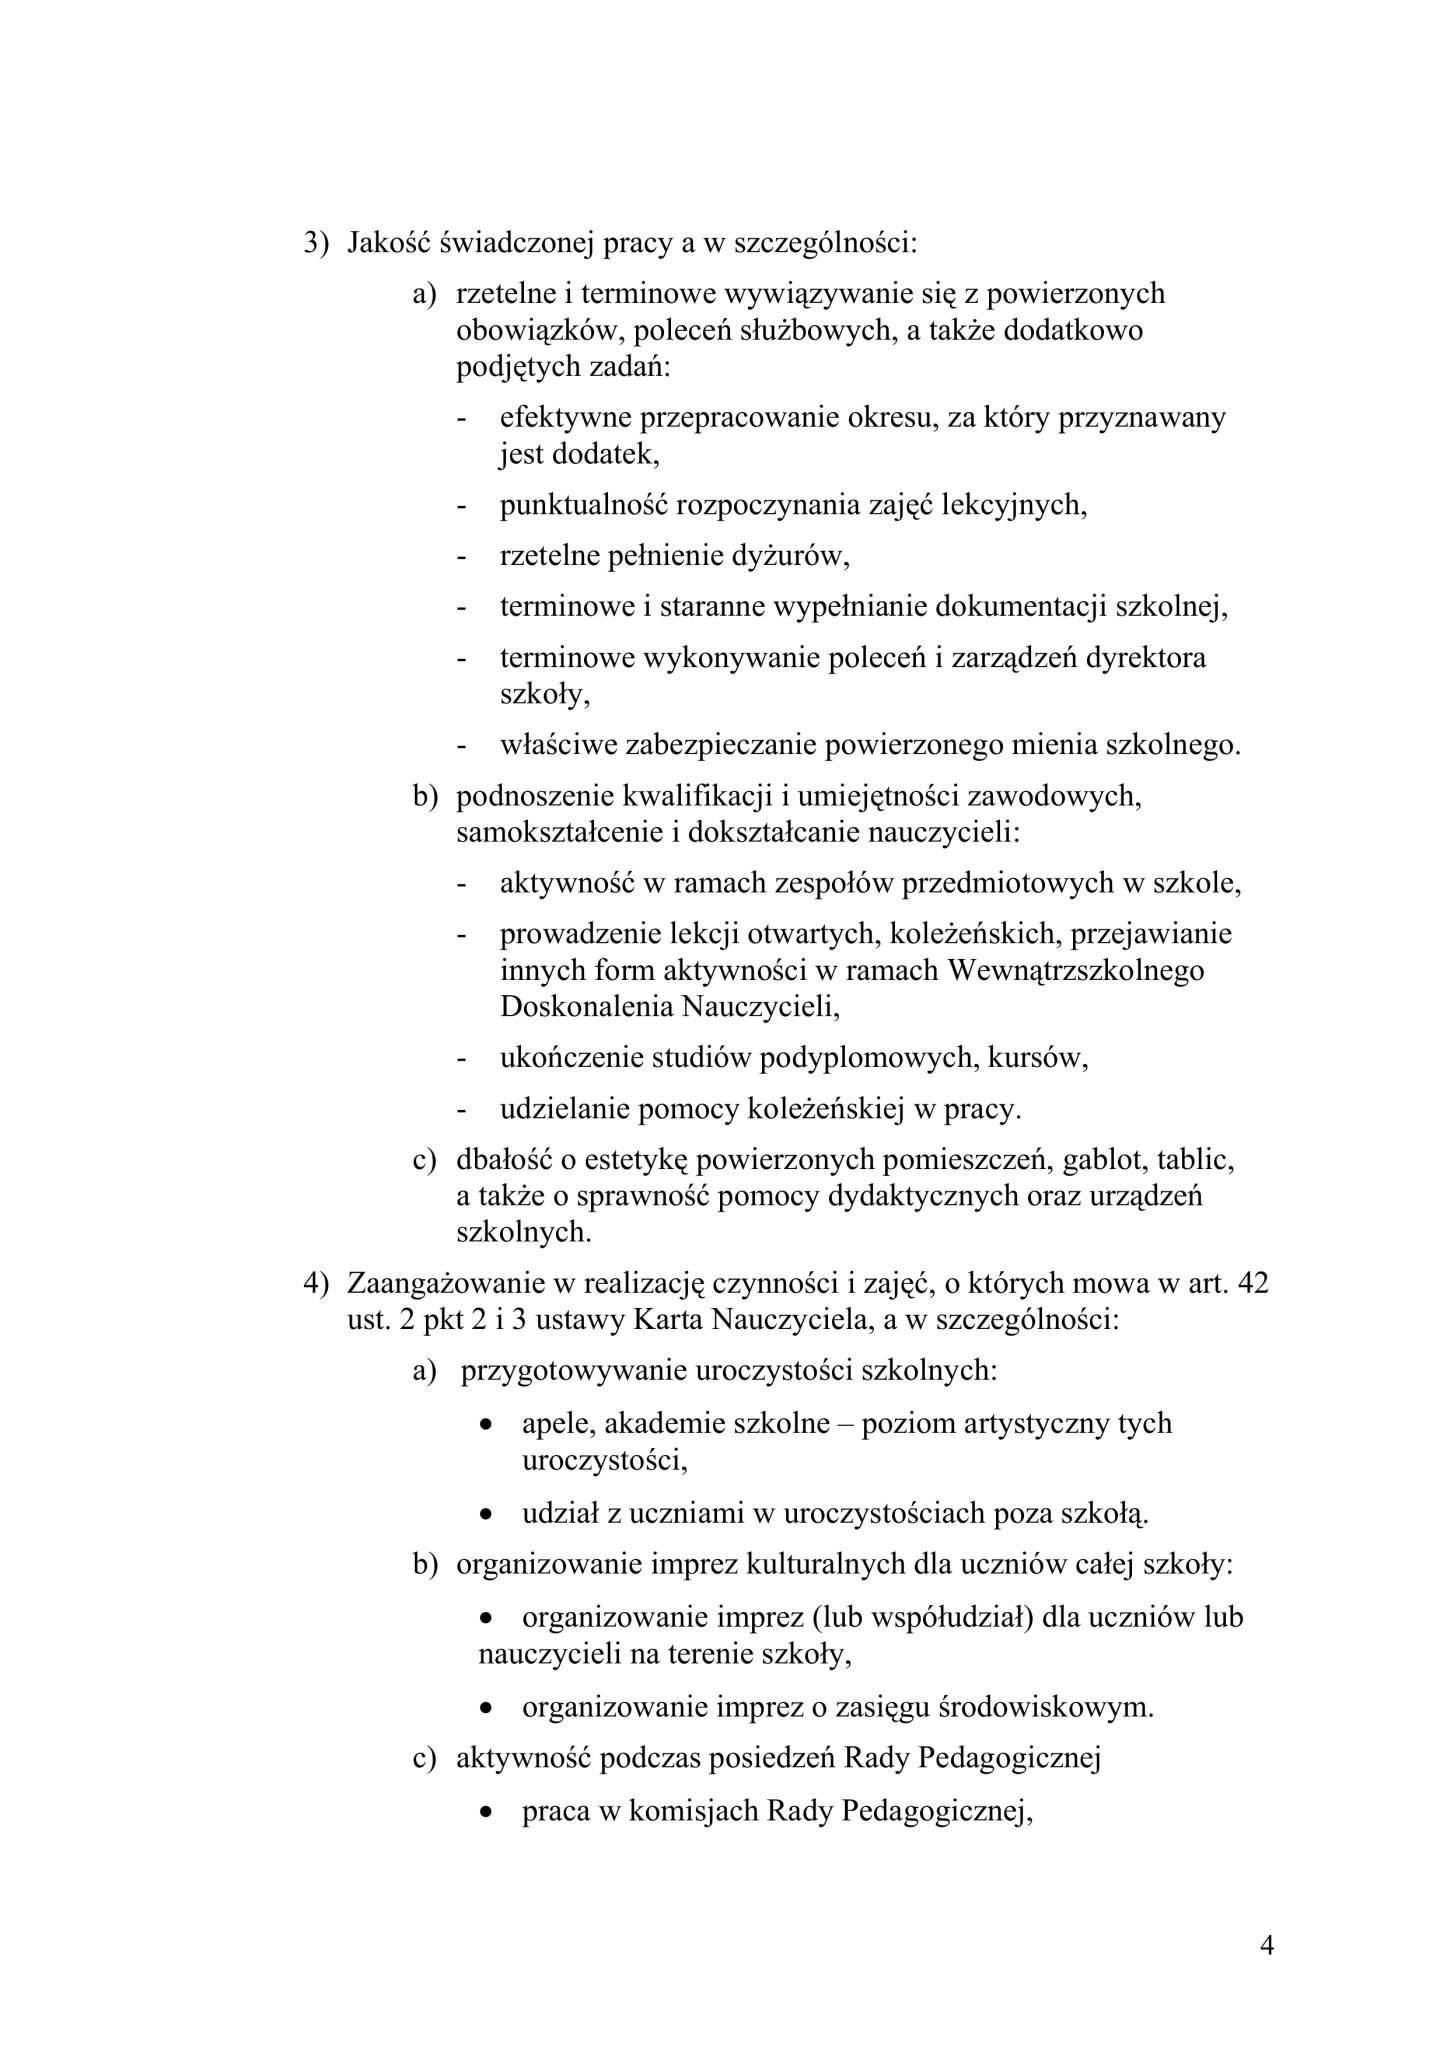 3) Jakość świadczonej pracy a w szczególności:
a) rzetelne i terminowe wywiązywanie się z powierzonych
obowiązków, poleceń służbowych, a także dodatkowo
podjętych zadań:
- efektywne przepracowanie okresu, za który przyznawany
jest dodatek,
- punktualność rozpoczynania zajęć lekcyjnych,
- rzetelne pełnienie dyżurów,
- terminowe i staranne wypełnianie dokumentacji szkolnej,
- terminowe wykonywanie poleceń i zarządzeń dyrektora
szkoły,
- właściwe zabezpieczanie powierzonego mienia szkolnego.
b) podnoszenie kwalifikacji i umiejętności zawodowych,
samokształcenie i dokształcanie nauczycieli:
- aktywność w ramach zespołów przedmiotowych w szkole,
- prowadzenie lekcji otwartych, koleżeńskich, przejawianie
innych form aktywności w ramach Wewnątrzszkolnego
Doskonalenia Nauczycieli,
- ukończenie studiów podyplomowych, kursów,
- udzielanie pomocy koleżeńskiej w pracy.
c) dbałość o estetykę powierzonych pomieszczeń, gablot, tablic,
a także o sprawność pomocy dydaktycznych oraz urządzeń
szkolnych.
4) Zaangażowanie w realizację czynności i zajęć, o których mowa w art. 42
ust. 2 pkt 2 i 3 ustawy Karta Nauczyciela, a w szczególności:
a) przygotowywanie uroczystości szkolnych:
• apele, akademie szkolne – poziom artystyczny tych
uroczystości,
• udział z uczniami w uroczystościach poza szkołą.
b) organizowanie imprez kulturalnych dla uczniów całej szkoły:
• organizowanie imprez (lub współudział) dla uczniów lub
nauczycieli na terenie szkoły,
• organizowanie imprez o zasięgu środowiskowym.
c) aktywność podczas posiedzeń Rady Pedagogicznej
• praca w komisjach Rady Pedagogicznej,
4